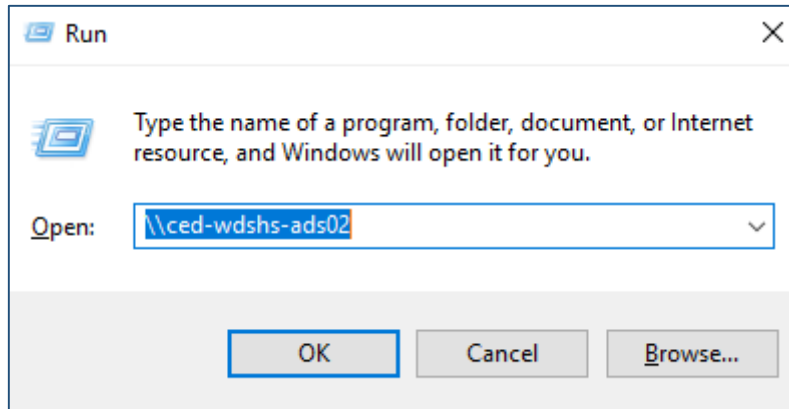 Run
Type the name of a program, folder, document, or Internet
resource, and Windows will open it for you.
Open: \\ced-wdshs-ads02
OK Cancel Browse...